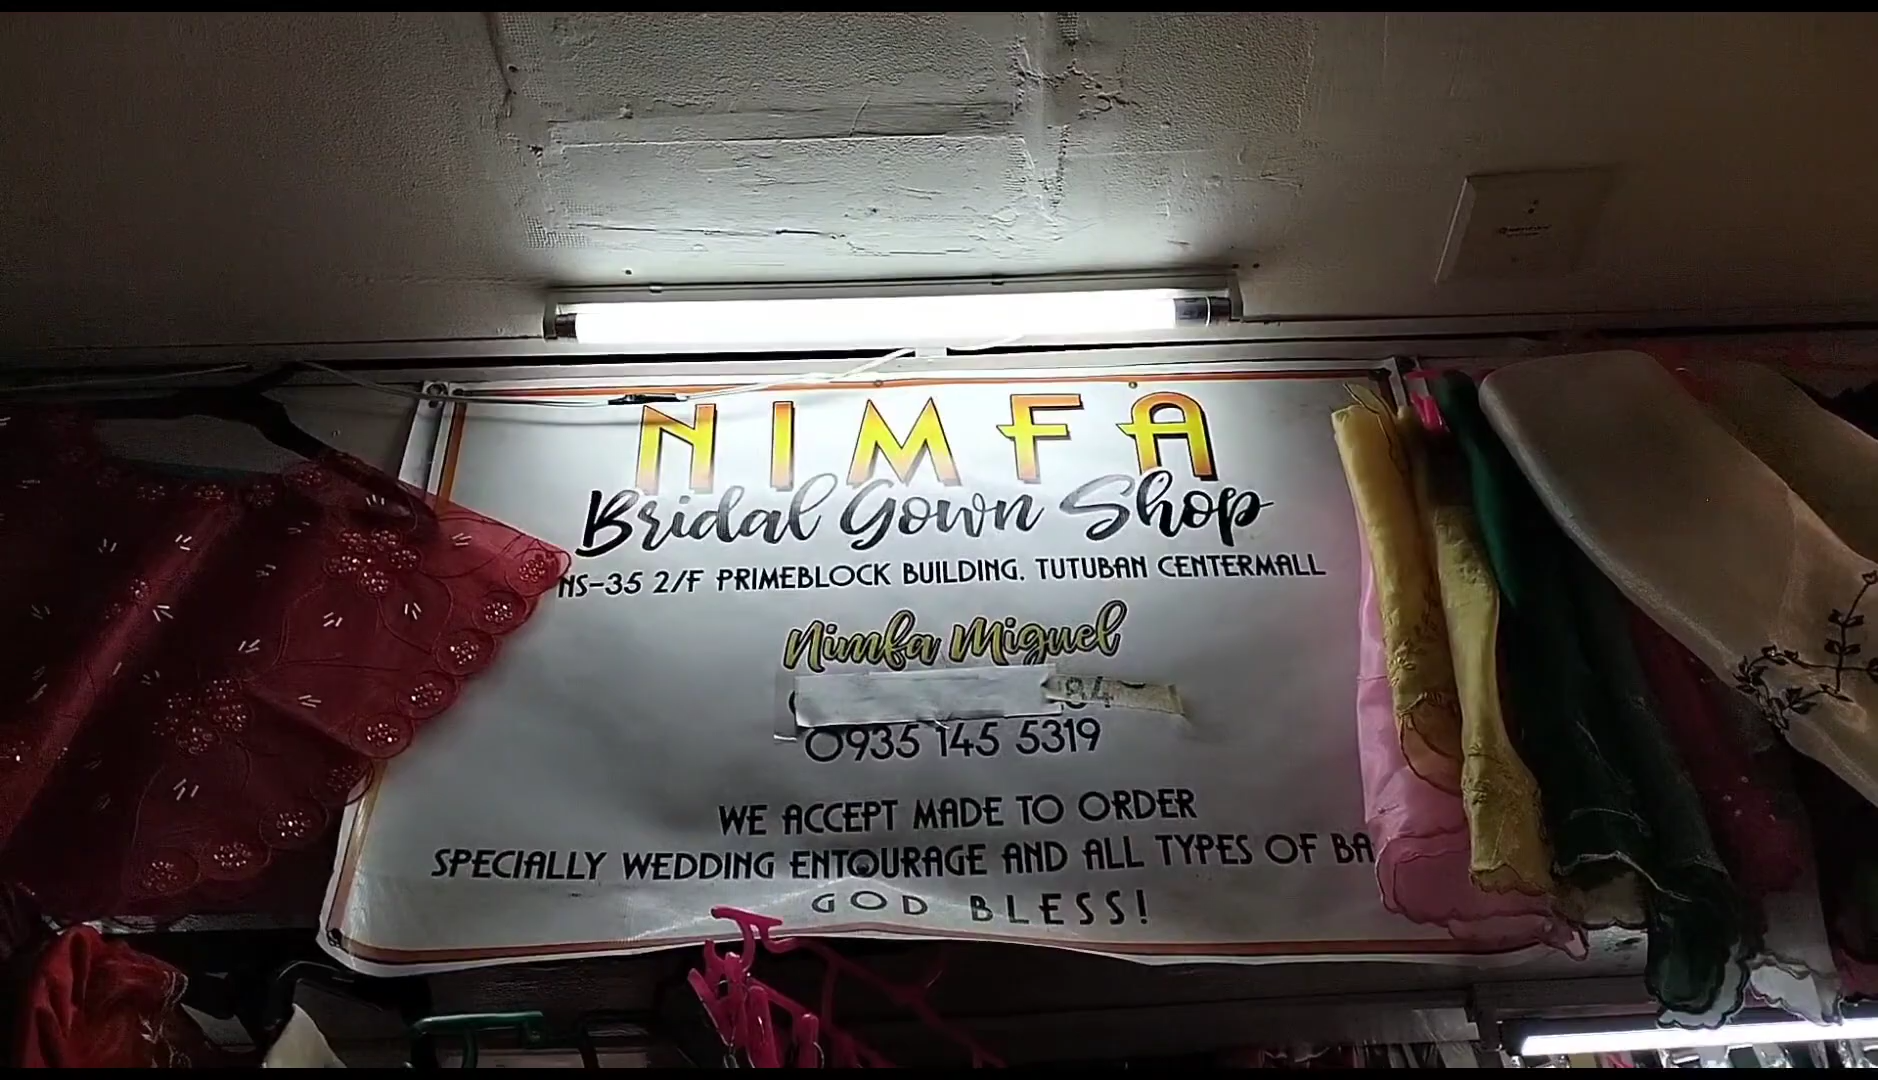 NIMFA
Bridal Gown Shop
NS-35 2/F PRIMEBLOCK BUILDING. TUTUBAN CENTERMALL
Nimfa Miguel
84
0935 145 5319
WE ACCEPT MADE TO ORDER
SPECIALLY WEDDING ENTOURAGE AND ALL TYPES OF BA
GOD BLESS!